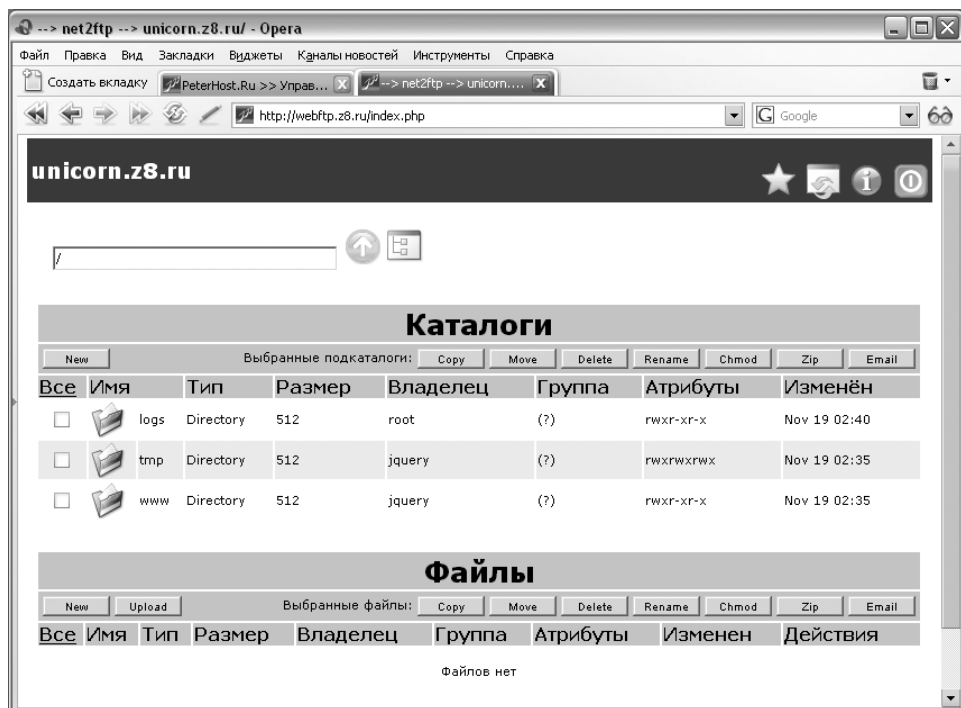 --> net2ftp --> unicorn.z8.ru/ - Opera
Файл Правка Вид Закладки Виджеты Каналы новостей Инструменты Справка
Создать вкладку PeterHost.Ru >> Управ... --> net2ftp --> unicorn....
http://webftp.z8.ru/index.php G Google
unicorn.z8.ru
/
Каталоги
New Выбранные подкаталоги: Copy Move Delete Rename Chmod Zip Email
Все Имя Тип Размер Владелец Группа Атрибуты Изменён
logs Directory 512 root (?) rwxr-xr-x Nov 19 02:40
tmp Directory 512 jquery (?) rwxrwxrwx Nov 19 02:35
www Directory 512 jquery (?) rwxr-xr-x Nov 19 02:35
Файлы
New Upload Выбранные файлы: Copy Move Delete Rename Chmod Zip Email
Все Имя Тип Размер Владелец Группа Атрибуты Изменен Действия
Файлов нет